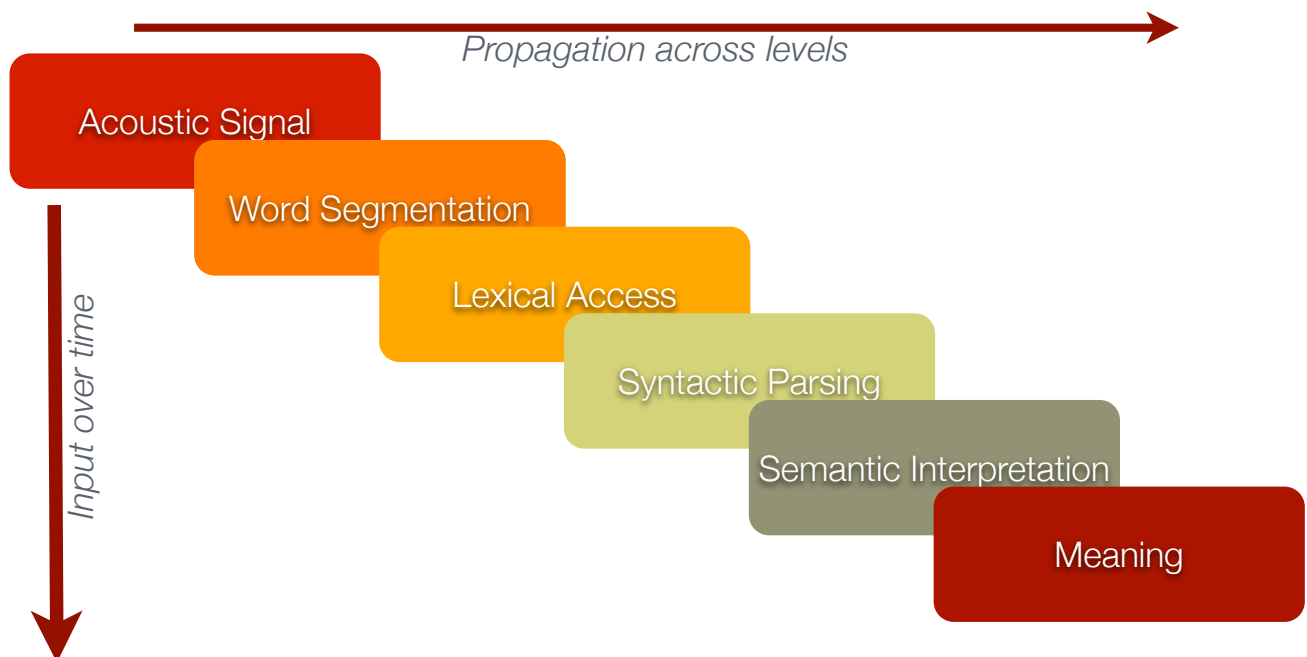 Propagation across levels
Acoustic Signal
Word Segmentation
Lexical Access
Input over time
Syntactic Parsing
Semantic Interpretation
Meaning